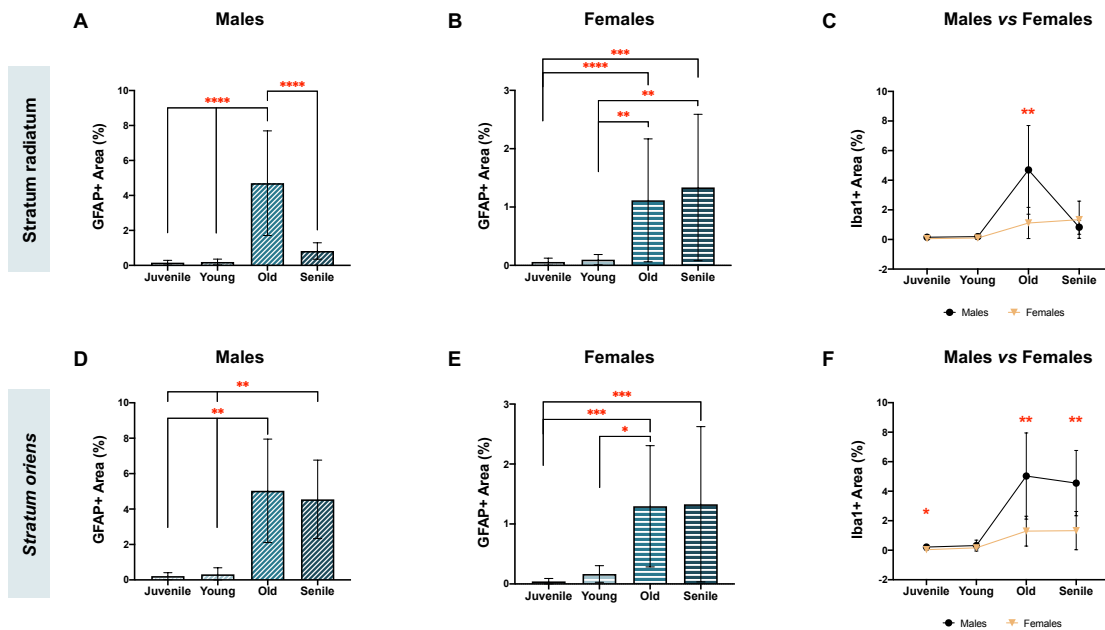 A
Males
B
Females
C
Males vs Females
Stratum radiatum
GFAP+ Area (%)
10
8
6
4
2
0
****
****
Juvenile Young Old Senile
GFAP+ Area (%)
3
2
1
0
***
****
**
**
Juvenile Young Old Senile
Iba1+ Area (%)
10
8
6
4
2
0
-2
**
Juvenile Young Old Senile
Males Females
D
Males
E
Females
F
Males vs Females
Stratum oriens
GFAP+ Area (%)
10
8
6
4
2
0
**
**
Juvenile Young Old Senile
GFAP+ Area (%)
3
2
1
0
***
***
*
Juvenile Young Old Senile
Iba1+ Area (%)
10
8
6
4
2
0
-2
*
**
**
Juvenile Young Old Senile
Males Females